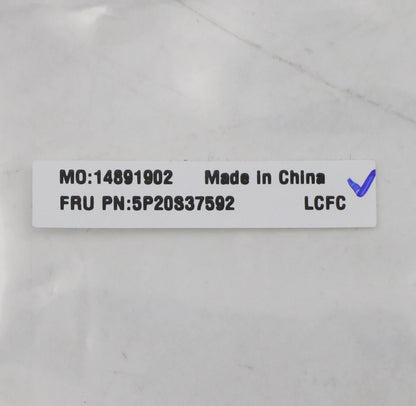 MO:14891902 Made in China
FRU PN:5P20S37592 LCFC